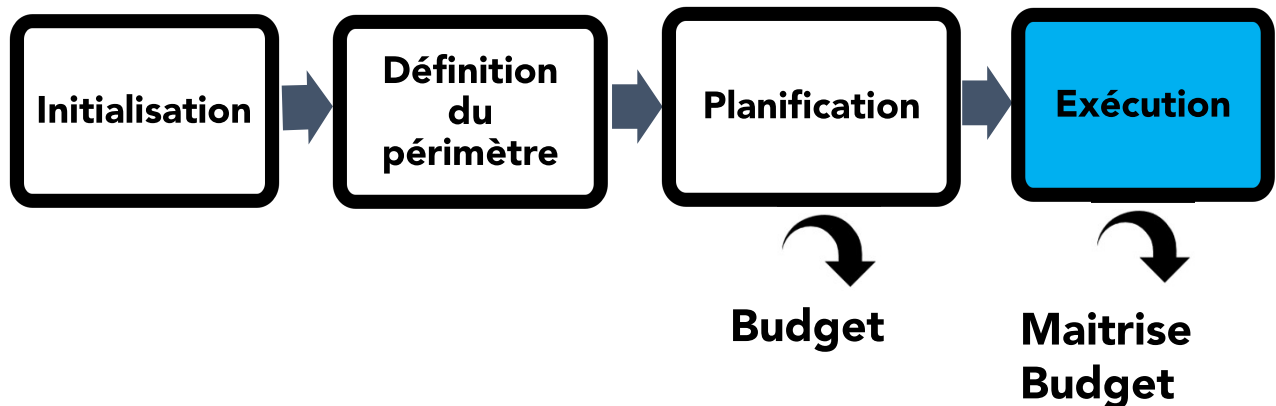 Initialisation
Définition
du
périmètre
Planification
Exécution
Budget
Maitrise
Budget